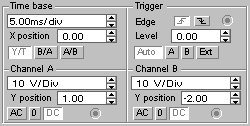 Time base
Trigger
5.00ms/div
Edge
X position 0.00
Level 0.00
Y/T B/A A/B
Auto A B Ext
Channel A
Channel B
10 V/Div
10 V/Div
Y position 1.00
Y position -2.00
AC 0 DC
AC 0 DC